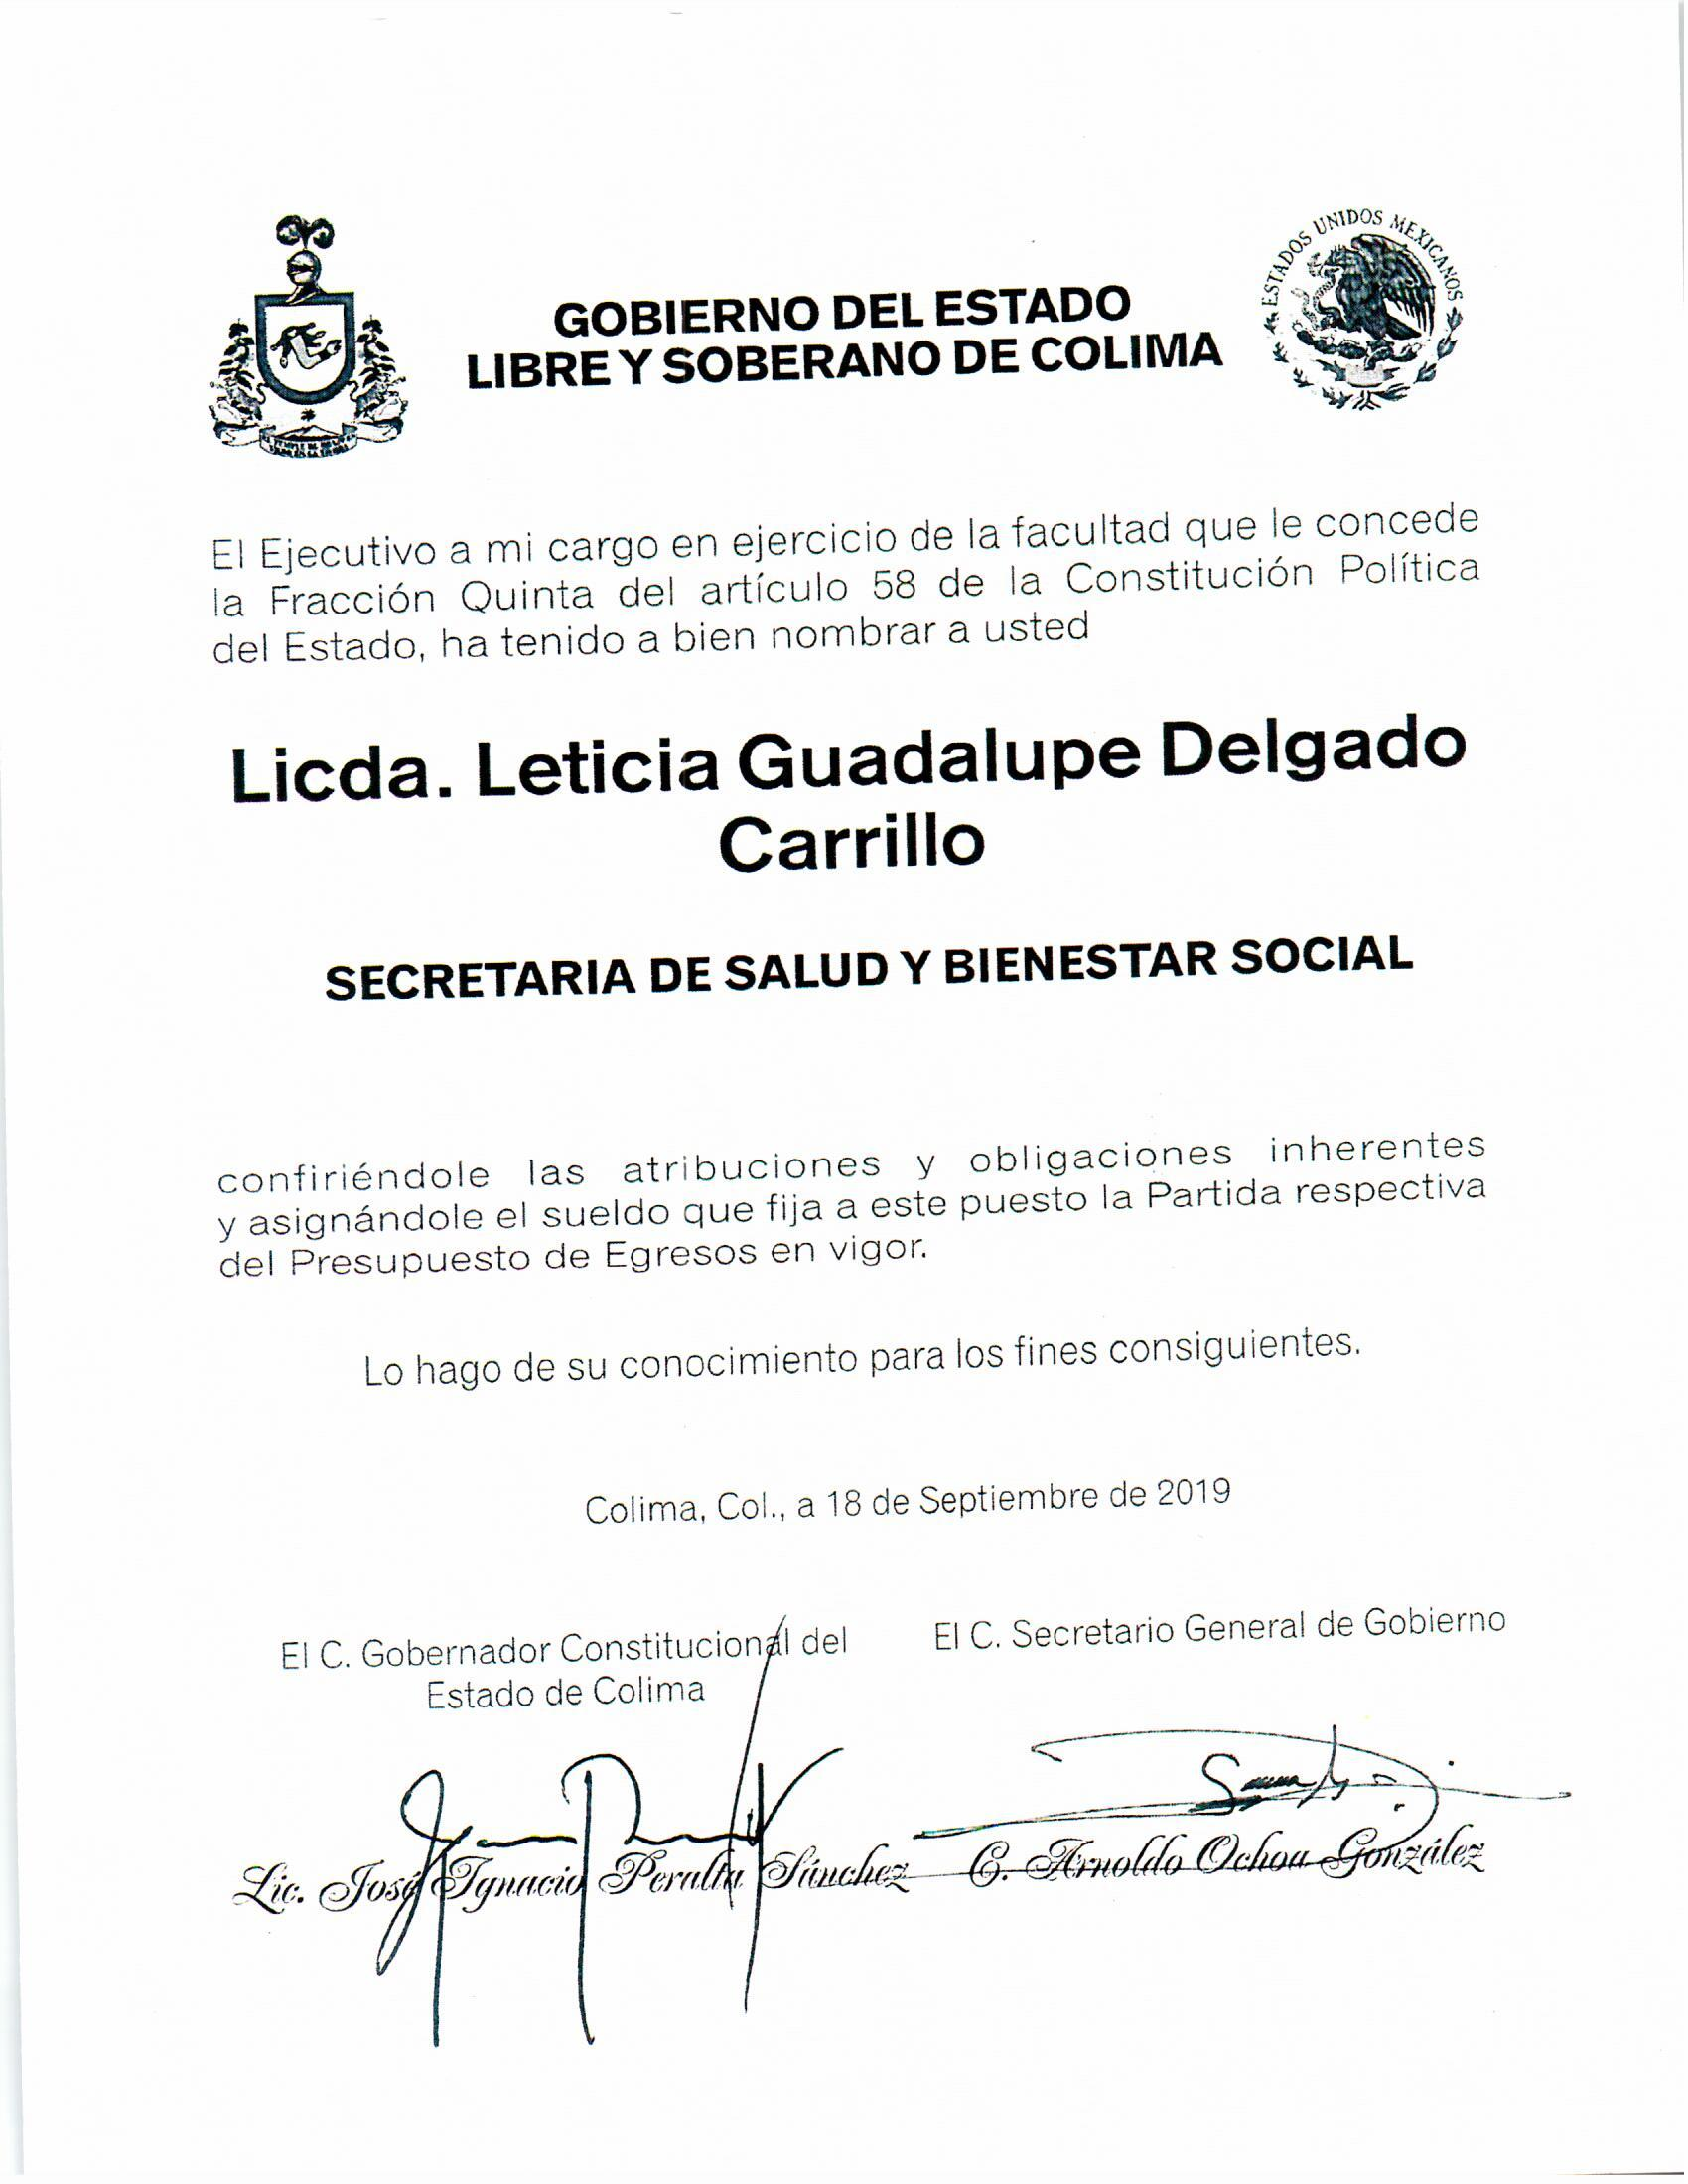 ESTADOS UNIDOS MEXICANOS
GOBIERNO DEL ESTADO
LIBRE Y SOBERANO DE COLIMA
El Ejecutivo a mi cargo en ejercicio de la facultad que le concede
la Fracción Quinta del artículo 58 de la Constitución Política
del Estado, ha tenido a bien nombrar a usted
Licda. Leticia Guadalupe Delgado
Carrillo
SECRETARIA DE SALUD Y BIENESTAR SOCIAL
confiriéndole las atribuciones y obligaciones inherentes
y asignándole el sueldo que fija a este puesto la Partida respectiva
del Presupuesto de Egresos en vigor.
Lo hago de su conocimiento para los fines consiguientes.
Colima, Col., a 18 de Septiembre de 2019
El C. Gobernador Constitucional del
Estado de Colima
El C. Secretario General de Gobierno
Lic. José Ignacio Peralta Sánchez
C. Arnoldo Ochoa González